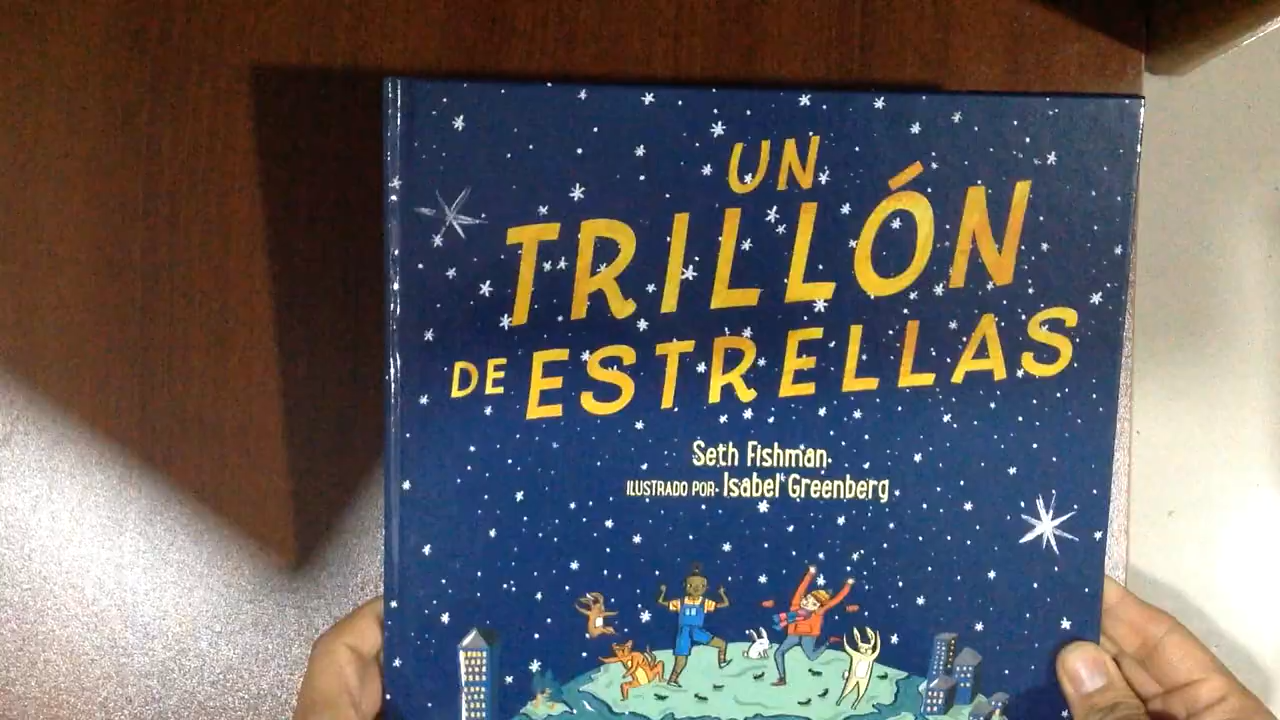 UN
TRILLÓN
DE ESTRELLAS
Seth Fishman
ILUSTRADO POR Isabel Greenberg